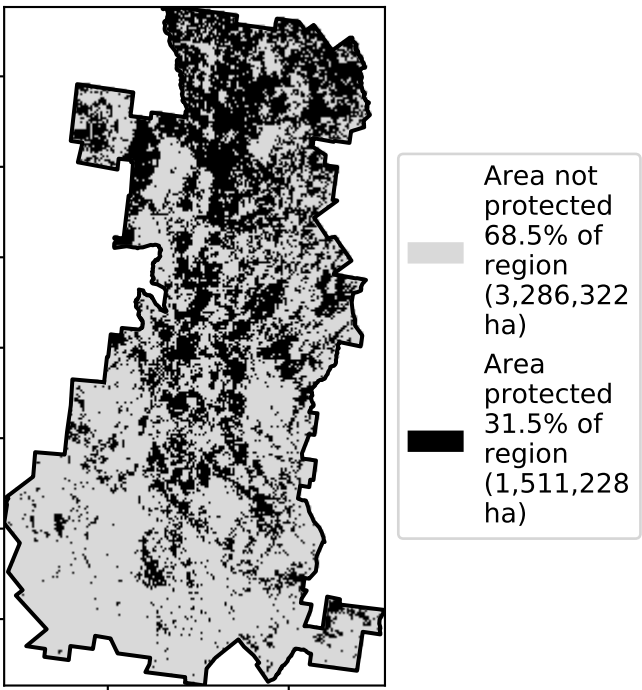 Area not
protected
68.5% of
region
(3,286,322
ha)
Area
protected
31.5% of
region
(1,511,228
ha)